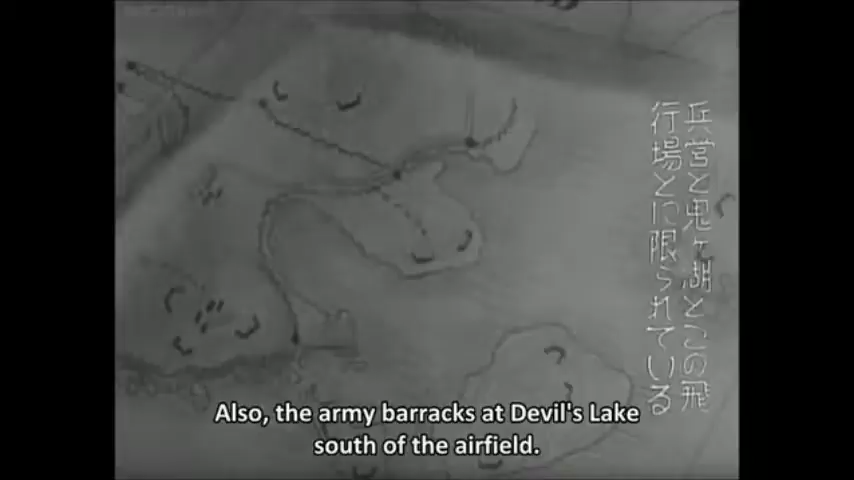 兵営と鬼ヶ湖とこの飛
行場とに限られている
Also, the army barracks at Devil's Lake
south of the airfield.